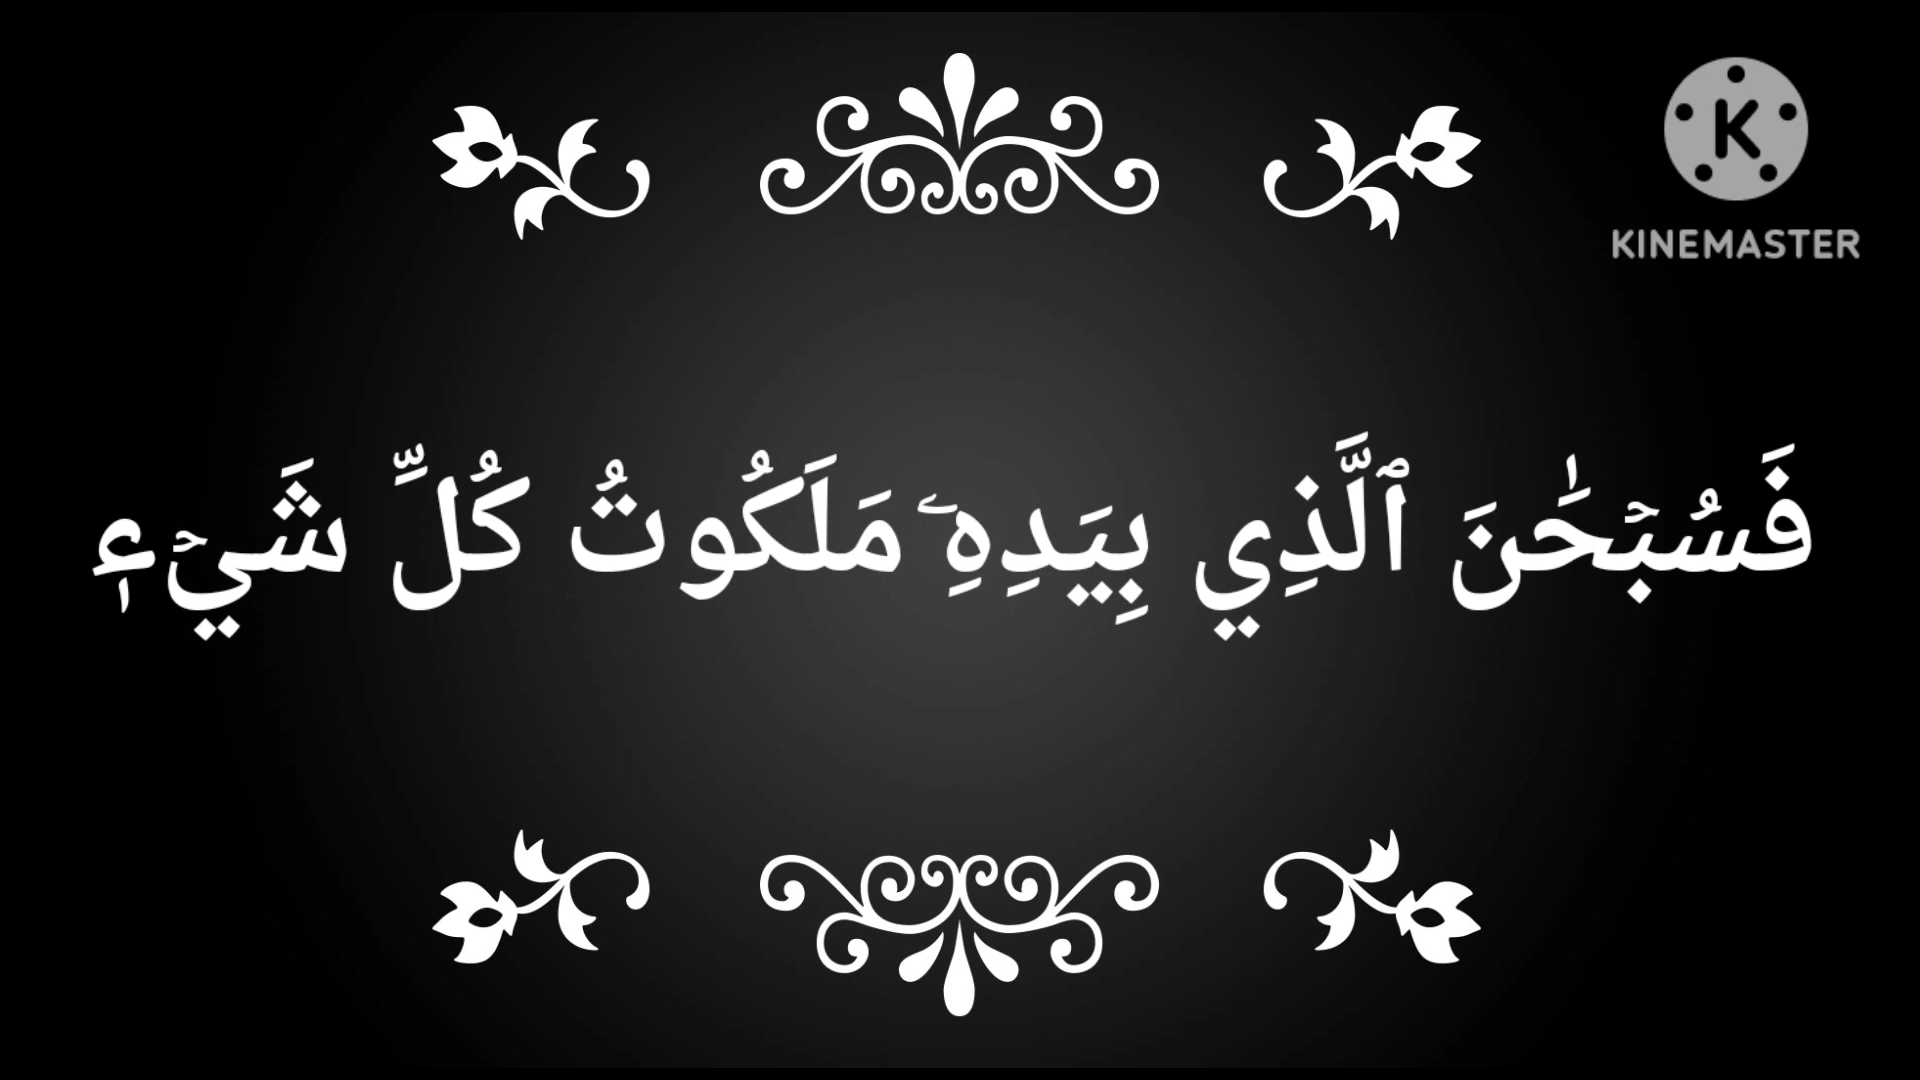 KINEMASTER
فَسُبۡحَٰنَ ٱلَّذِي بِيَدِهِۦ مَلَكُوتُ كُلِّ شَيۡءٖ